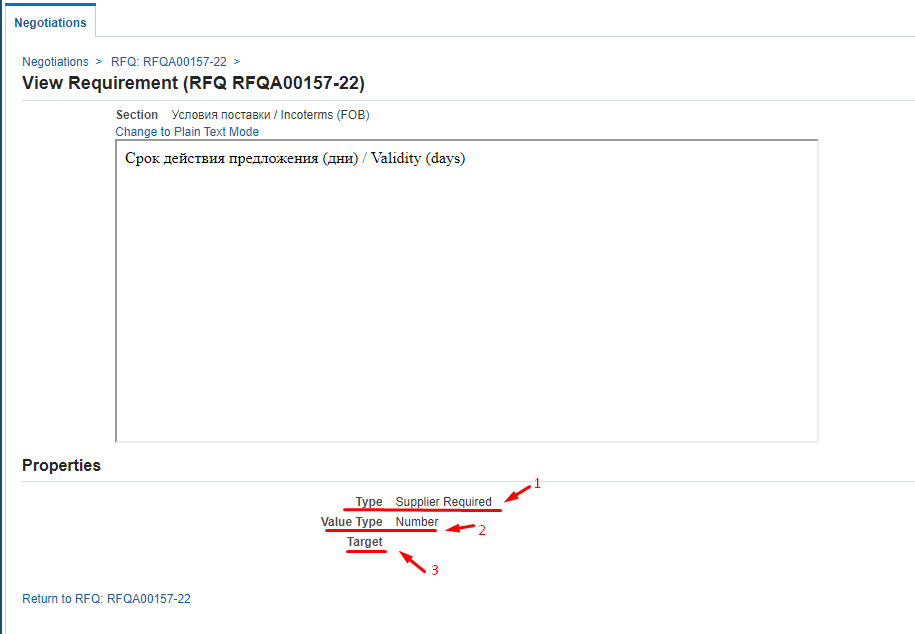 Negotiations
Negotiations > RFQ: RFQA00157-22 >
View Requirement (RFQ RFQA00157-22)
Section Условия поставки / Incoterms (FOB)
Change to Plain Text Mode
Срок действия предложения (дни) / Validity (days)
Properties
Type Supplier Required 1
Value Type Number 2
Target 3
Return to RFQ: RFQA00157-22